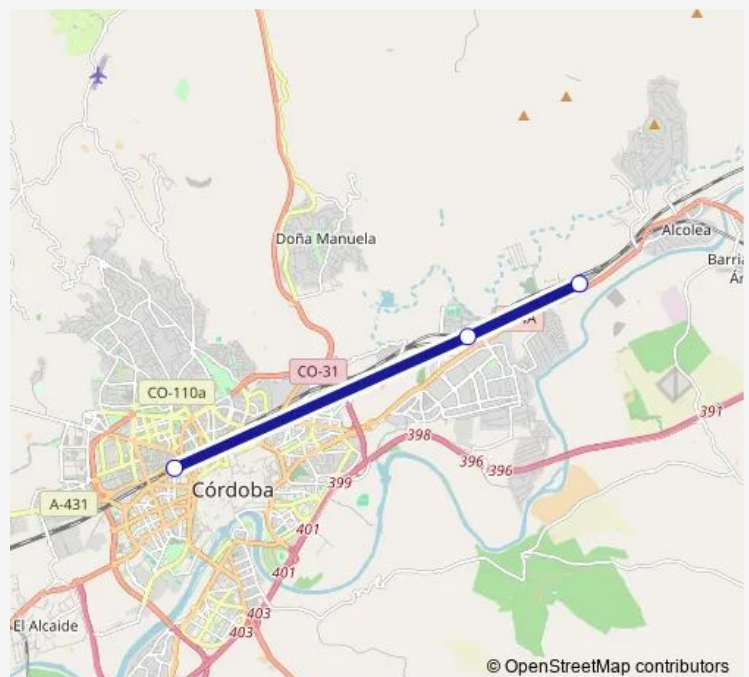 Doña Manuela
Alcolea
Barria
Ár
CO-31
CO-110a
391
398
396
396
399
Córdoba
A-431
401
401
403
403
El Alcaide
© OpenStreetMap contributors